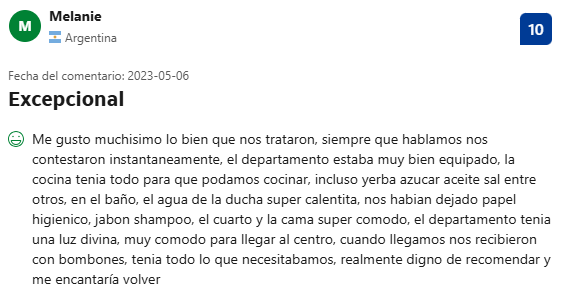 M
Melanie
Argentina
10
Fecha del comentario: 2023-05-06
Excepcional
Me gusto muchisimo lo bien que nos trataron, siempre que hablamos nos
contestaron instantaneamente, el departamento estaba muy bien equipado, la
cocina tenia todo para que podamos cocinar, incluso yerba azucar aceite sal entre
otros, en el baño, el agua de la ducha super calentita, nos habian dejado papel
higienico, jabon shampoo, el cuarto y la cama super comodo, el departamento tenia
una luz divina, muy comodo para llegar al centro, cuando llegamos nos recibieron
con bombones, tenia todo lo que necesitabamos, realmente digno de recomendar y
me encantaría volver